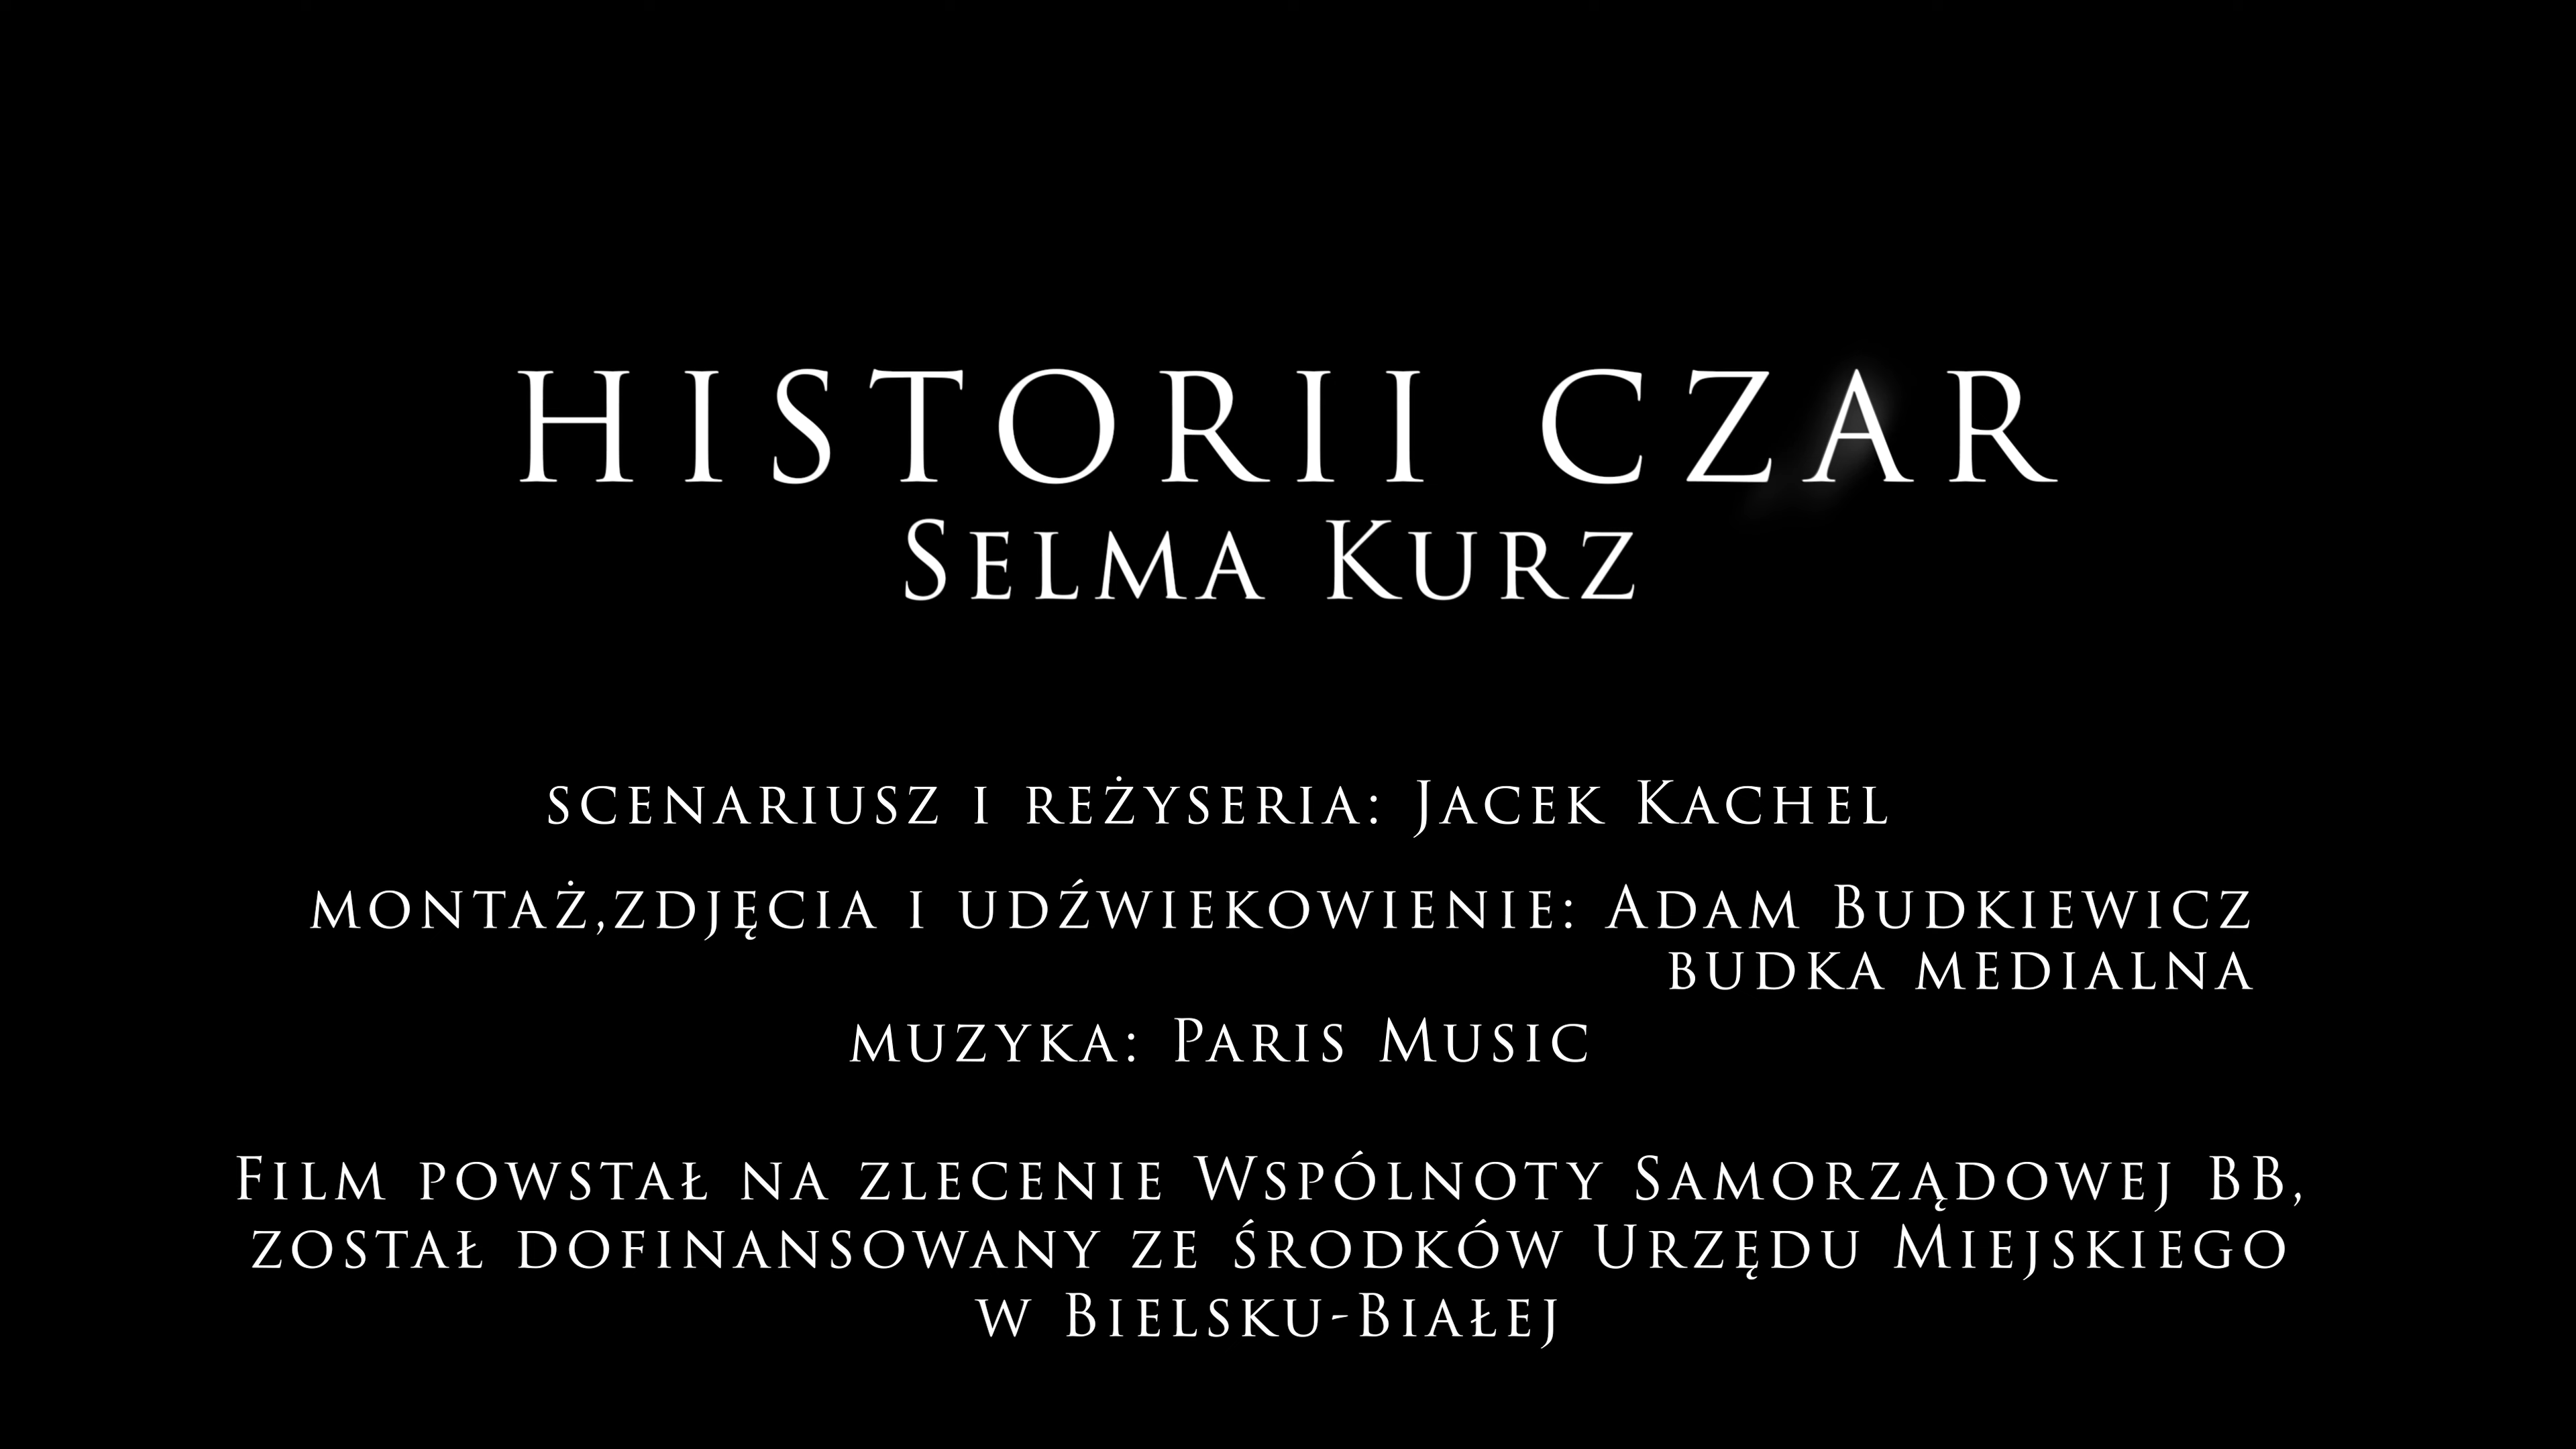 HISTORII CZAR
Selma Kurz
scenariusz i reżyseria: Jacek Kachel
montaż,zdjęcia i udźwiekowienie: Adam Budkiewicz
budka medialna
muzyka: Paris Music
Film powstał na zlecenie Wspólnoty Samorządowej BB,
został dofinansowany ze środków Urzędu Miejskiego
w Bielsku-Białej